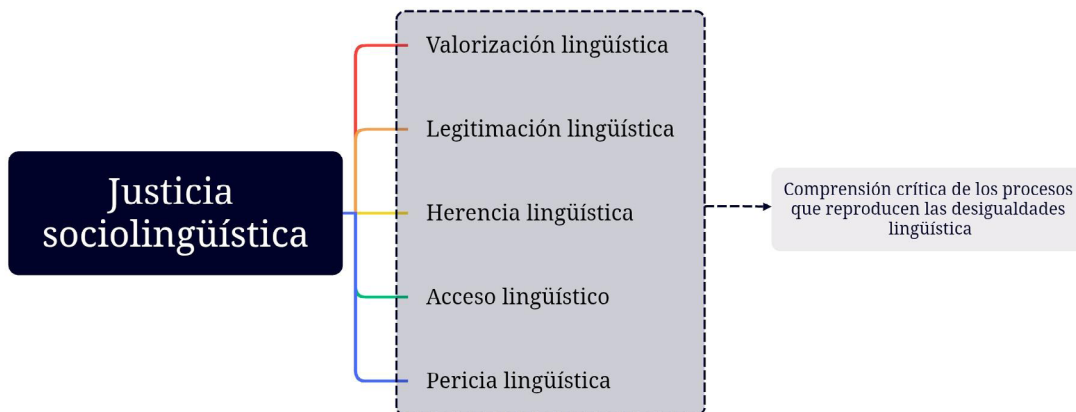 Justicia
sociolingüística
Valorización lingüística
Legitimación lingüística
Herencia lingüística
Acceso lingüístico
Pericia lingüística
Comprensión crítica de los procesos
que reproducen las desigualdades
lingüística